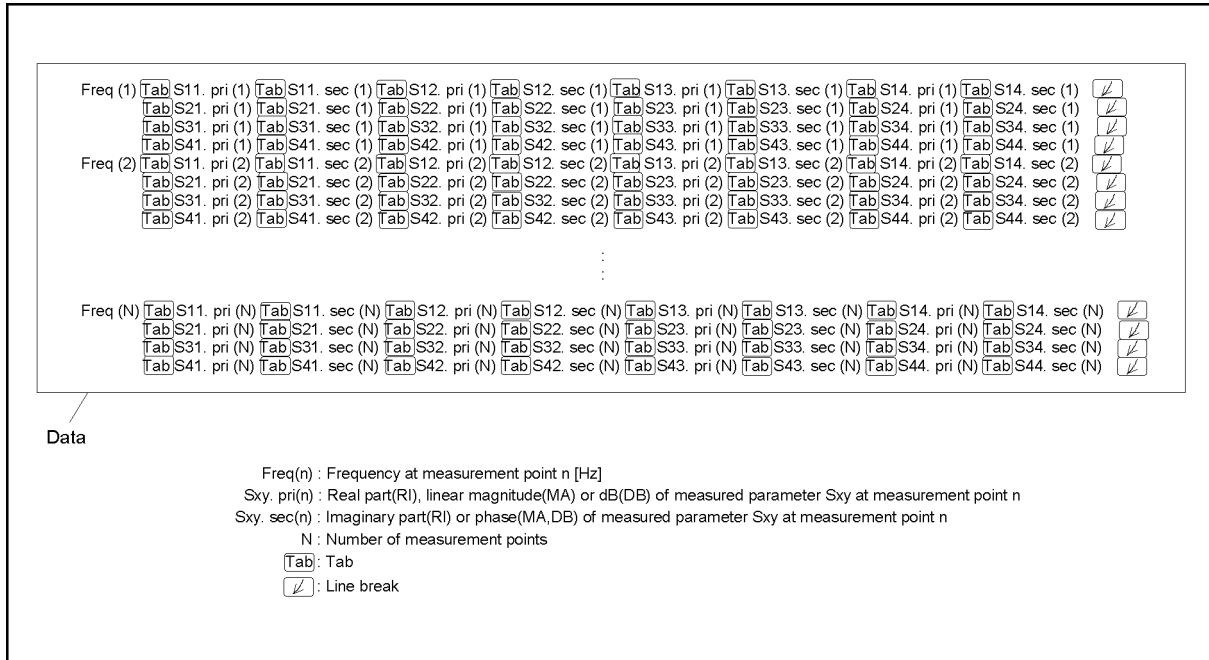 Freq (1) Tab S11. pri (1) Tab S11. sec (1) Tab S12. pri (1) Tab S12. sec (1) Tab S13. pri (1) Tab S13. sec (1) Tab S14. pri (1) Tab S14. sec (1)
Tab S21. pri (1) Tab S21. sec (1) Tab S22. pri (1) Tab S22. sec (1) Tab S23. pri (1) Tab S23. sec (1) Tab S24. pri (1) Tab S24. sec (1)
Tab S31. pri (1) Tab S31. sec (1) Tab S32. pri (1) Tab S32. sec (1) Tab S33. pri (1) Tab S33. sec (1) Tab S34. pri (1) Tab S34. sec (1)
Tab S41. pri (1) Tab S41. sec (1) Tab S42. pri (1) Tab S42. sec (1) Tab S43. pri (1) Tab S43. sec (1) Tab S44. pri (1) Tab S44. sec (1)
Freq (2) Tab S11. pri (2) Tab S11. sec (2) Tab S12. pri (2) Tab S12. sec (2) Tab S13. pri (2) Tab S13. sec (2) Tab S14. pri (2) Tab S14. sec (2)
Tab S21. pri (2) Tab S21. sec (2) Tab S22. pri (2) Tab S22. sec (2) Tab S23. pri (2) Tab S23. sec (2) Tab S24. pri (2) Tab S24. sec (2)
Tab S31. pri (2) Tab S31. sec (2) Tab S32. pri (2) Tab S32. sec (2) Tab S33. pri (2) Tab S33. sec (2) Tab S34. pri (2) Tab S34. sec (2)
Tab S41. pri (2) Tab S41. sec (2) Tab S42. pri (2) Tab S42. sec (2) Tab S43. pri (2) Tab S43. sec (2) Tab S44. pri (2) Tab S44. sec (2)
:
:
Freq (N) Tab S11. pri (N) Tab S11. sec (N) Tab S12. pri (N) Tab S12. sec (N) Tab S13. pri (N) Tab S13. sec (N) Tab S14. pri (N) Tab S14. sec (N)
Tab S21. pri (N) Tab S21. sec (N) Tab S22. pri (N) Tab S22. sec (N) Tab S23. pri (N) Tab S23. sec (N) Tab S24. pri (N) Tab S24. sec (N)
Tab S31. pri (N) Tab S31. sec (N) Tab S32. pri (N) Tab S32. sec (N) Tab S33. pri (N) Tab S33. sec (N) Tab S34. pri (N) Tab S34. sec (N)
Tab S41. pri (N) Tab S41. sec (N) Tab S42. pri (N) Tab S42. sec (N) Tab S43. pri (N) Tab S43. sec (N) Tab S44. pri (N) Tab S44. sec (N)
Data
Freq(n) : Frequency at measurement point n [Hz]
Sxy. pri(n) : Real part(RI), linear magnitude(MA) or dB(DB) of measured parameter Sxy at measurement point n
Sxy. sec(n) : Imaginary part(RI) or phase(MA,DB) of measured parameter Sxy at measurement point n
N : Number of measurement points
Tab : Tab
: Line break